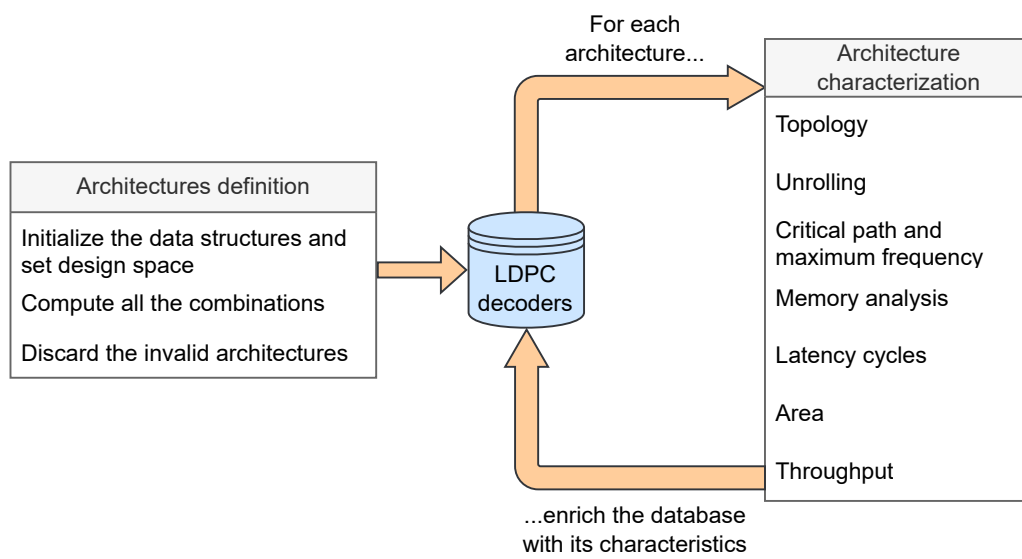 For each
architecture...
Architecture
characterization
Topology
Unrolling
Critical path and
maximum frequency
Memory analysis
Latency cycles
Area
Throughput
Architectures definition
Initialize the data structures and
set design space
Compute all the combinations
Discard the invalid architectures
LDPC
decoders
...enrich the database
with its characteristics